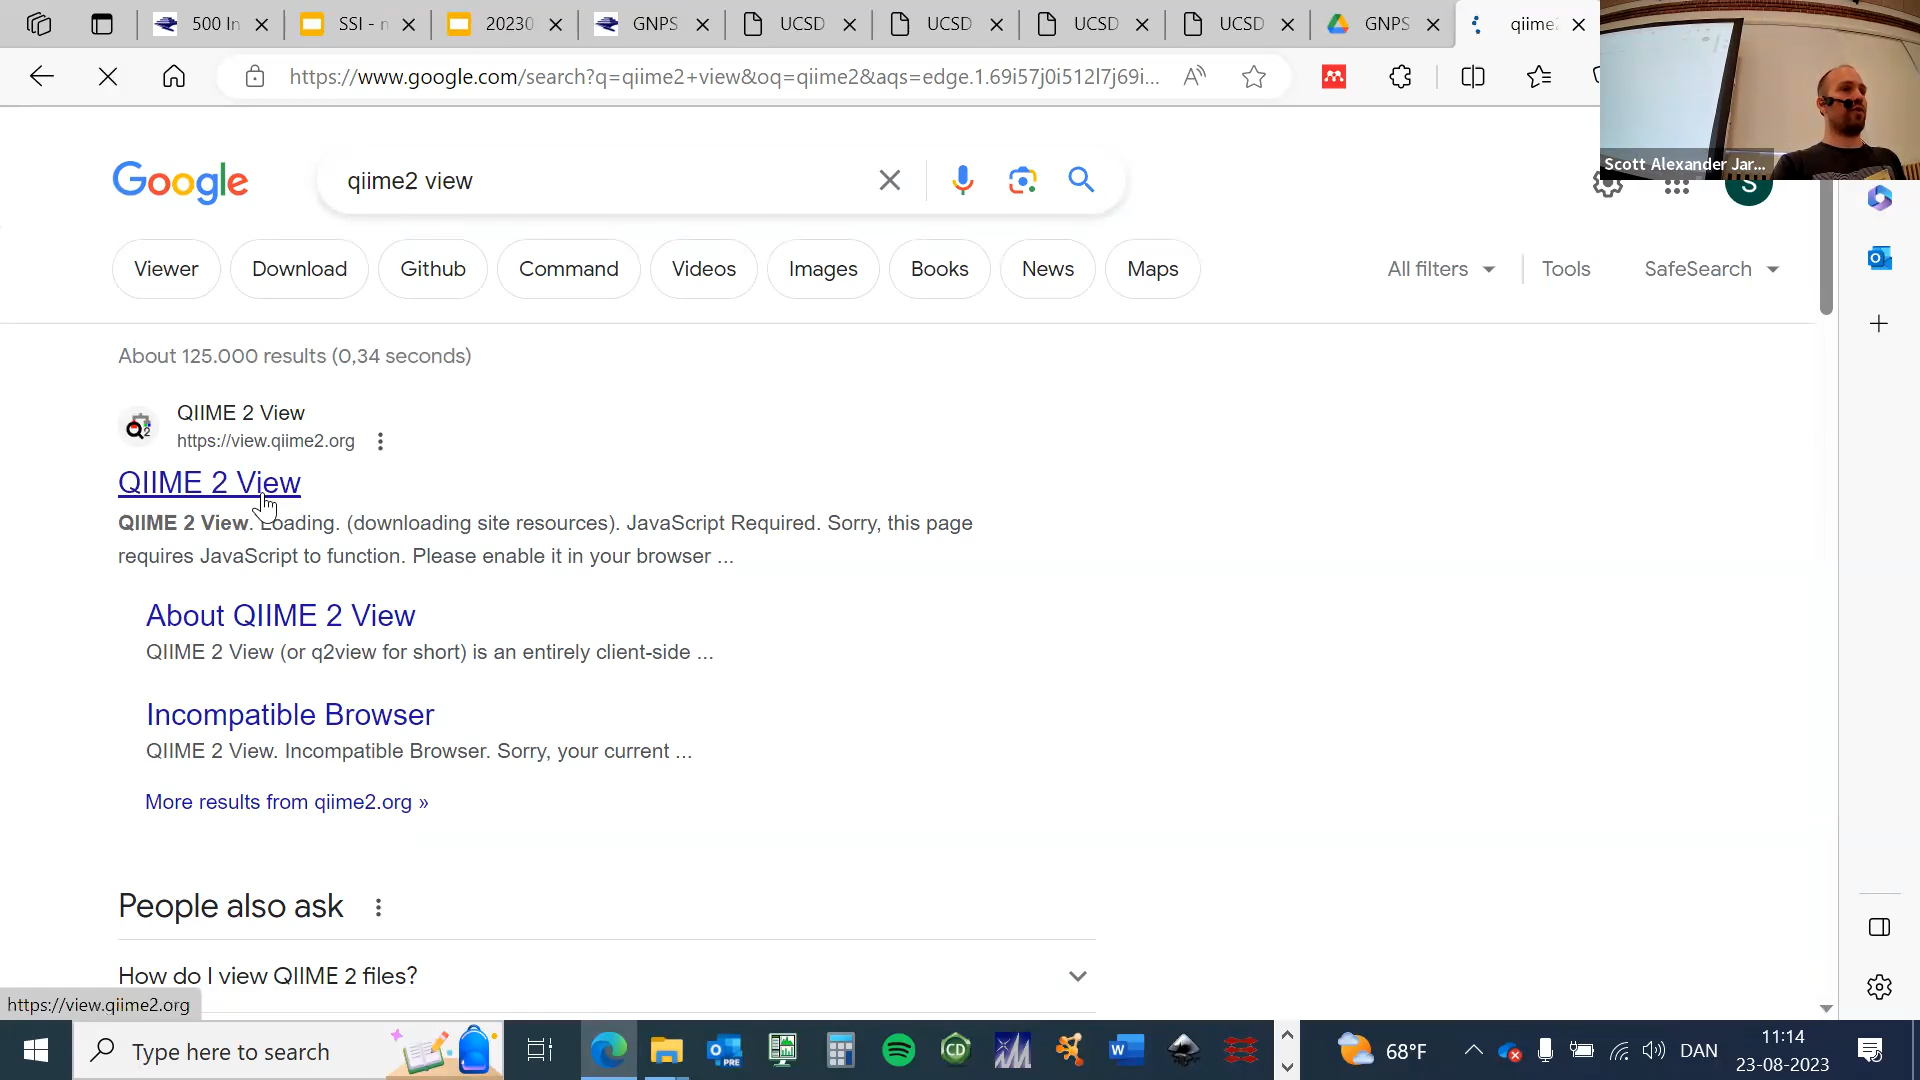 500 In
SSI - n
20230
GNPS
UCSD
UCSD
UCSD
UCSD
GNPS
qiime
https://www.google.com/search?q=qiime2+view&oq=qiime2&aqs=edge.1.69i57j0i512l7j69i...
Scott Alexander Jar...
Google
qiime2 view
S
Viewer
Download
Github
Command
Videos
Images
Books
News
Maps
All filters
Tools
SafeSearch
About 125.000 results (0,34 seconds)
QIIME 2 View
https://view.qiime2.org
QIIME 2 View
QIIME 2 View. Loading. (downloading site resources). JavaScript Required. Sorry, this page
requires JavaScript to function. Please enable it in your browser ...
About QIIME 2 View
QIIME 2 View (or q2view for short) is an entirely client-side ...
Incompatible Browser
QIIME 2 View. Incompatible Browser. Sorry, your current ...
More results from qiime2.org »
People also ask
How do I view QIIME 2 files?
https://view.qiime2.org
Type here to search
68°F
DAN
11:14
23-08-2023